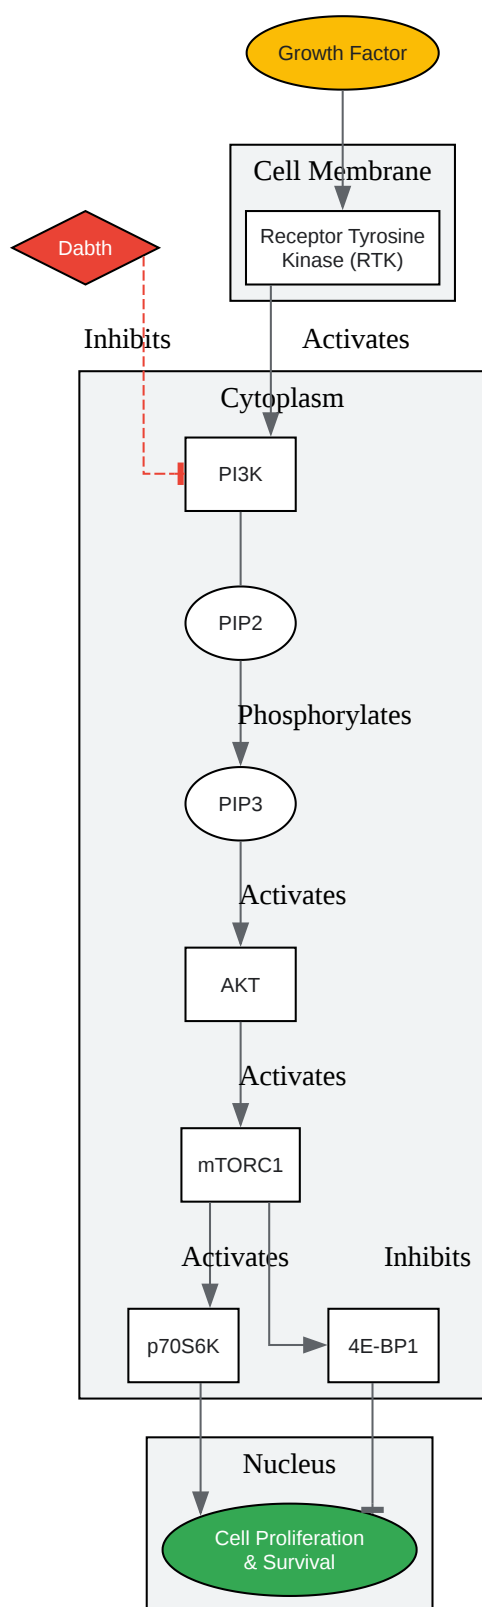 Growth Factor
Cell Membrane
Receptor Tyrosine
Kinase (RTK)
Dabth
Inhibits
Activates
Cytoplasm
PI3K
PIP2
Phosphorylates
PIP3
Activates
AKT
Activates
mTORC1
Activates
Inhibits
p70S6K
4E-BP1
Nucleus
Cell Proliferation
& Survival